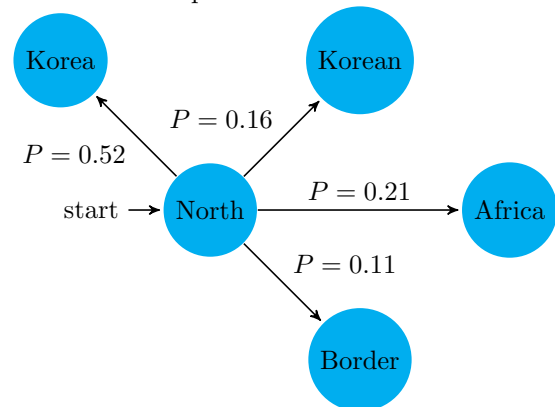 Korea
Korean
P = 0.16
P = 0.52
P = 0.21
start
North
Africa
P = 0.11
Border